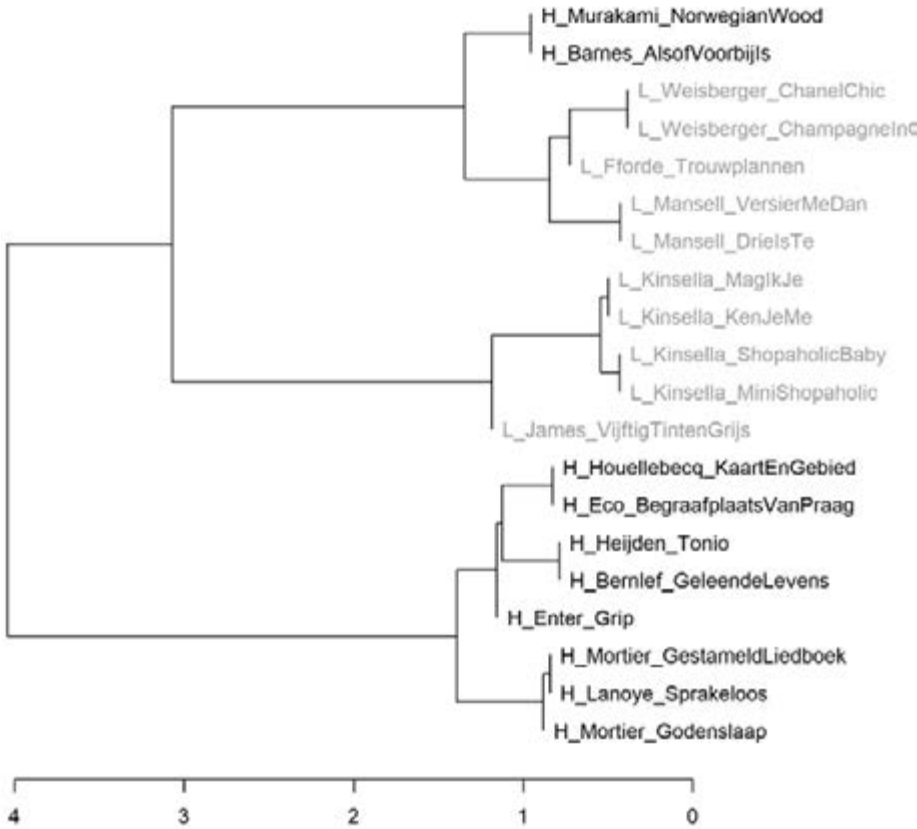 H_Murakami_NorwegianWood
H_Barnes_AlsofVoorbijIs
L_Weisberger_ChanelChic
L_Weisberger_ChampagneInC
L_Fforde_Trouwplannen
L_Mansell_VersierMeDan
L_Mansell_DrieIsTe
L_Kinsella_MagIkJe
L_Kinsella_KenJeMe
L_Kinsella_ShopaholicBaby
L_Kinsella_MiniShopaholic
L_James_VijftigTintenGrijs
H_Houellebecq_KaartEnGebied
H_Eco_BegraafplaatsVanPraag
H_Heijden_Tonio
H_Bernlef_GeleendeLevens
H_Enter_Grip
H_Mortier_GestameldLiedboek
H_Lanoye_Sprakeloos
H_Mortier_Godenslaap
4 3 2 1 0